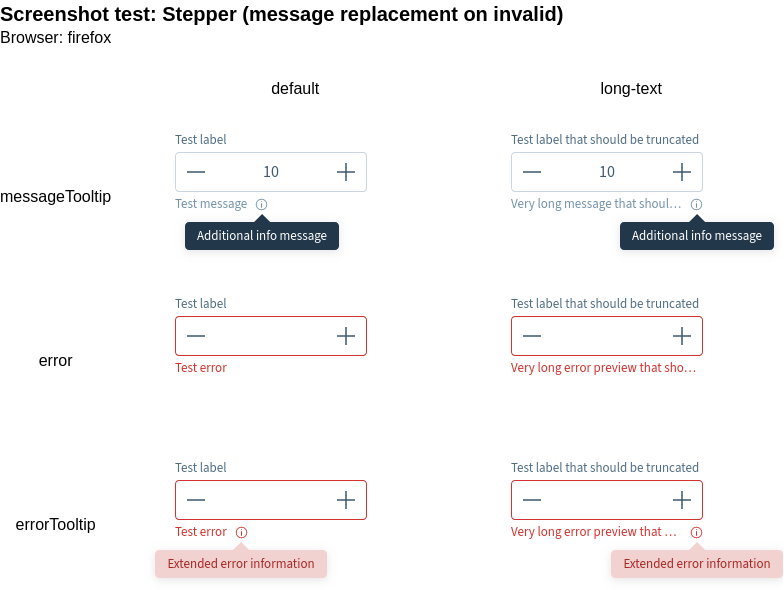 Screenshot test: Stepper (message replacement on invalid)
Browser: firefox
default
long-text
Test label
Test label that should be truncated
messageTooltip
10
10
Test message
Very long message that shoul…
Additional info message
Additional info message
Test label
Test label that should be truncated
error
Test error
Very long error preview that sho…
Test label
Test label that should be truncated
errorTooltip
Test error
Very long error preview that …
Extended error information
Extended error information